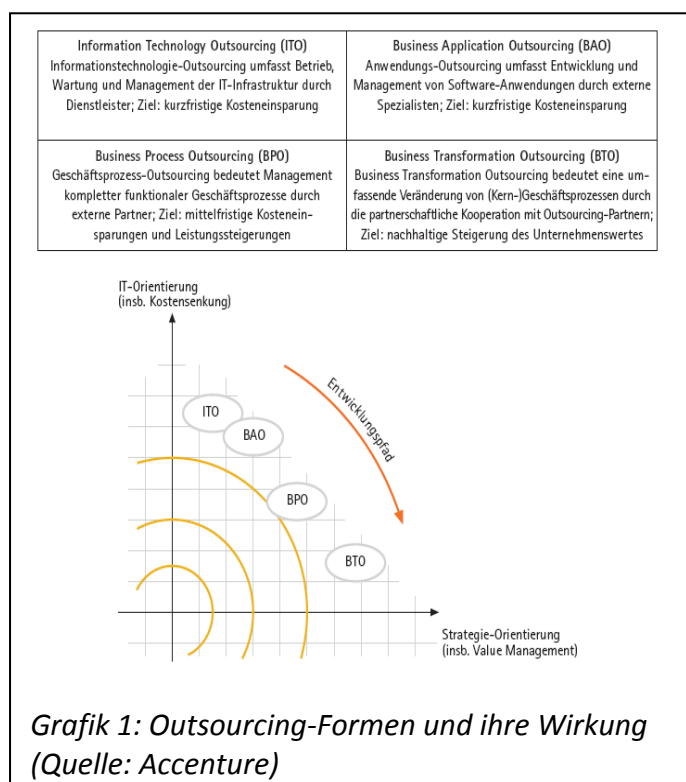 Information Technology Outsourcing (ITO)
Informationstechnologie-Outsourcing umfasst Betrieb,
Wartung und Management der IT-Infrastruktur durch
Dienstleister; Ziel: kurzfristige Kosteneinsparung
Business Application Outsourcing (BAO)
Anwendungs-Outsourcing umfasst Entwicklung und
Management von Software-Anwendungen durch externe
Spezialisten; Ziel: kurzfristige Kosteneinsparung
Business Process Outsourcing (BPO)
Geschäftsprozess-Outsourcing bedeutet Management
kompletter funktionaler Geschäftsprozesse durch
externe Partner; Ziel: mittelfristige Kostenein-
sparungen und Leistungssteigerungen
Business Transformation Outsourcing (BTO)
Business Transformation Outsourcing bedeutet eine um-
fassende Veränderung von (Kern-)Geschäftsprozessen durch
die partnerschaftliche Kooperation mit Outsourcing-Partnern;
Ziel: nachhaltige Steigerung des Unternehmenswertes
IT-Orientierung
(insb. Kostensenkung)
Entwicklungspfad
ITO
BAO
BPO
BTO
Strategie-Orientierung
(insb. Value Management)
Grafik 1: Outsourcing-Formen und ihre Wirkung
(Quelle: Accenture)